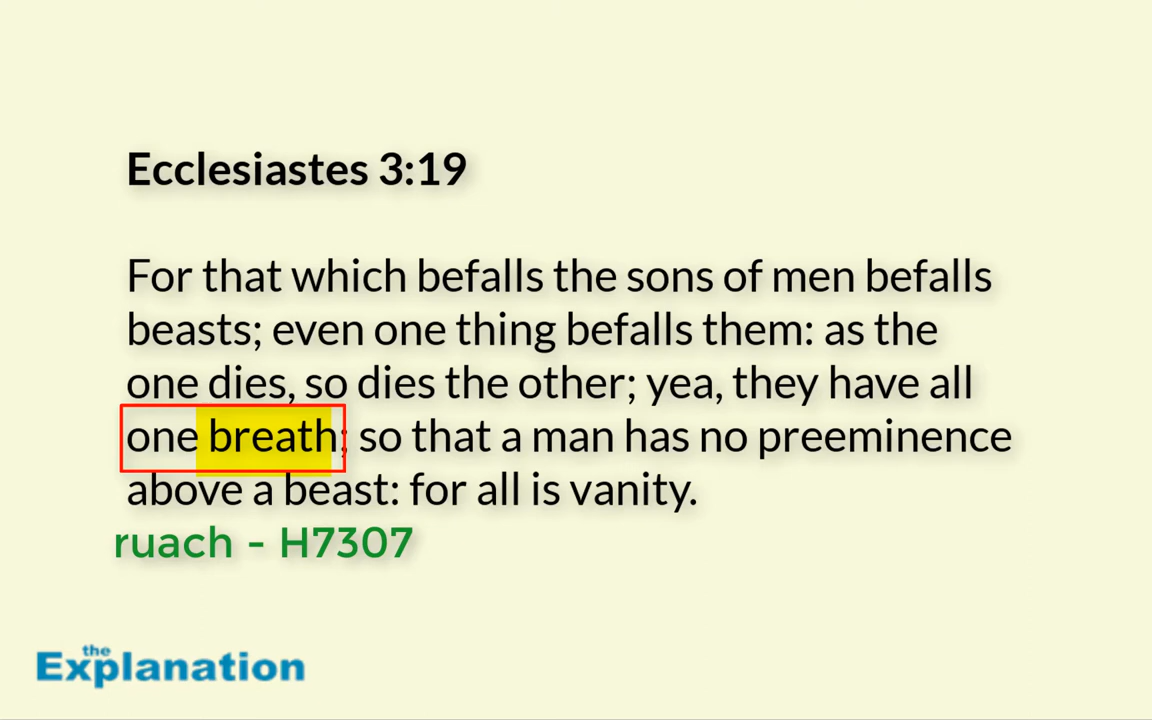 Ecclesiastes 3:19
For that which befalls the sons of men befalls
beasts; even one thing befalls them: as the
one dies, so dies the other; yea, they have all
one breath; so that a man has no preeminence
above a beast: for all is vanity.
ruach - H7307
the
Explanation